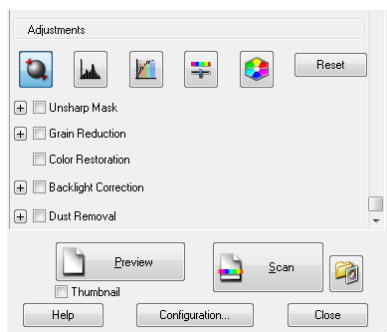 Adjustments
Reset
Unsharp Mask
Grain Reduction
Color Restoration
Backlight Correction
Dust Removal
Preview
Scan
Thumbnail
Help
Configuration...
Close